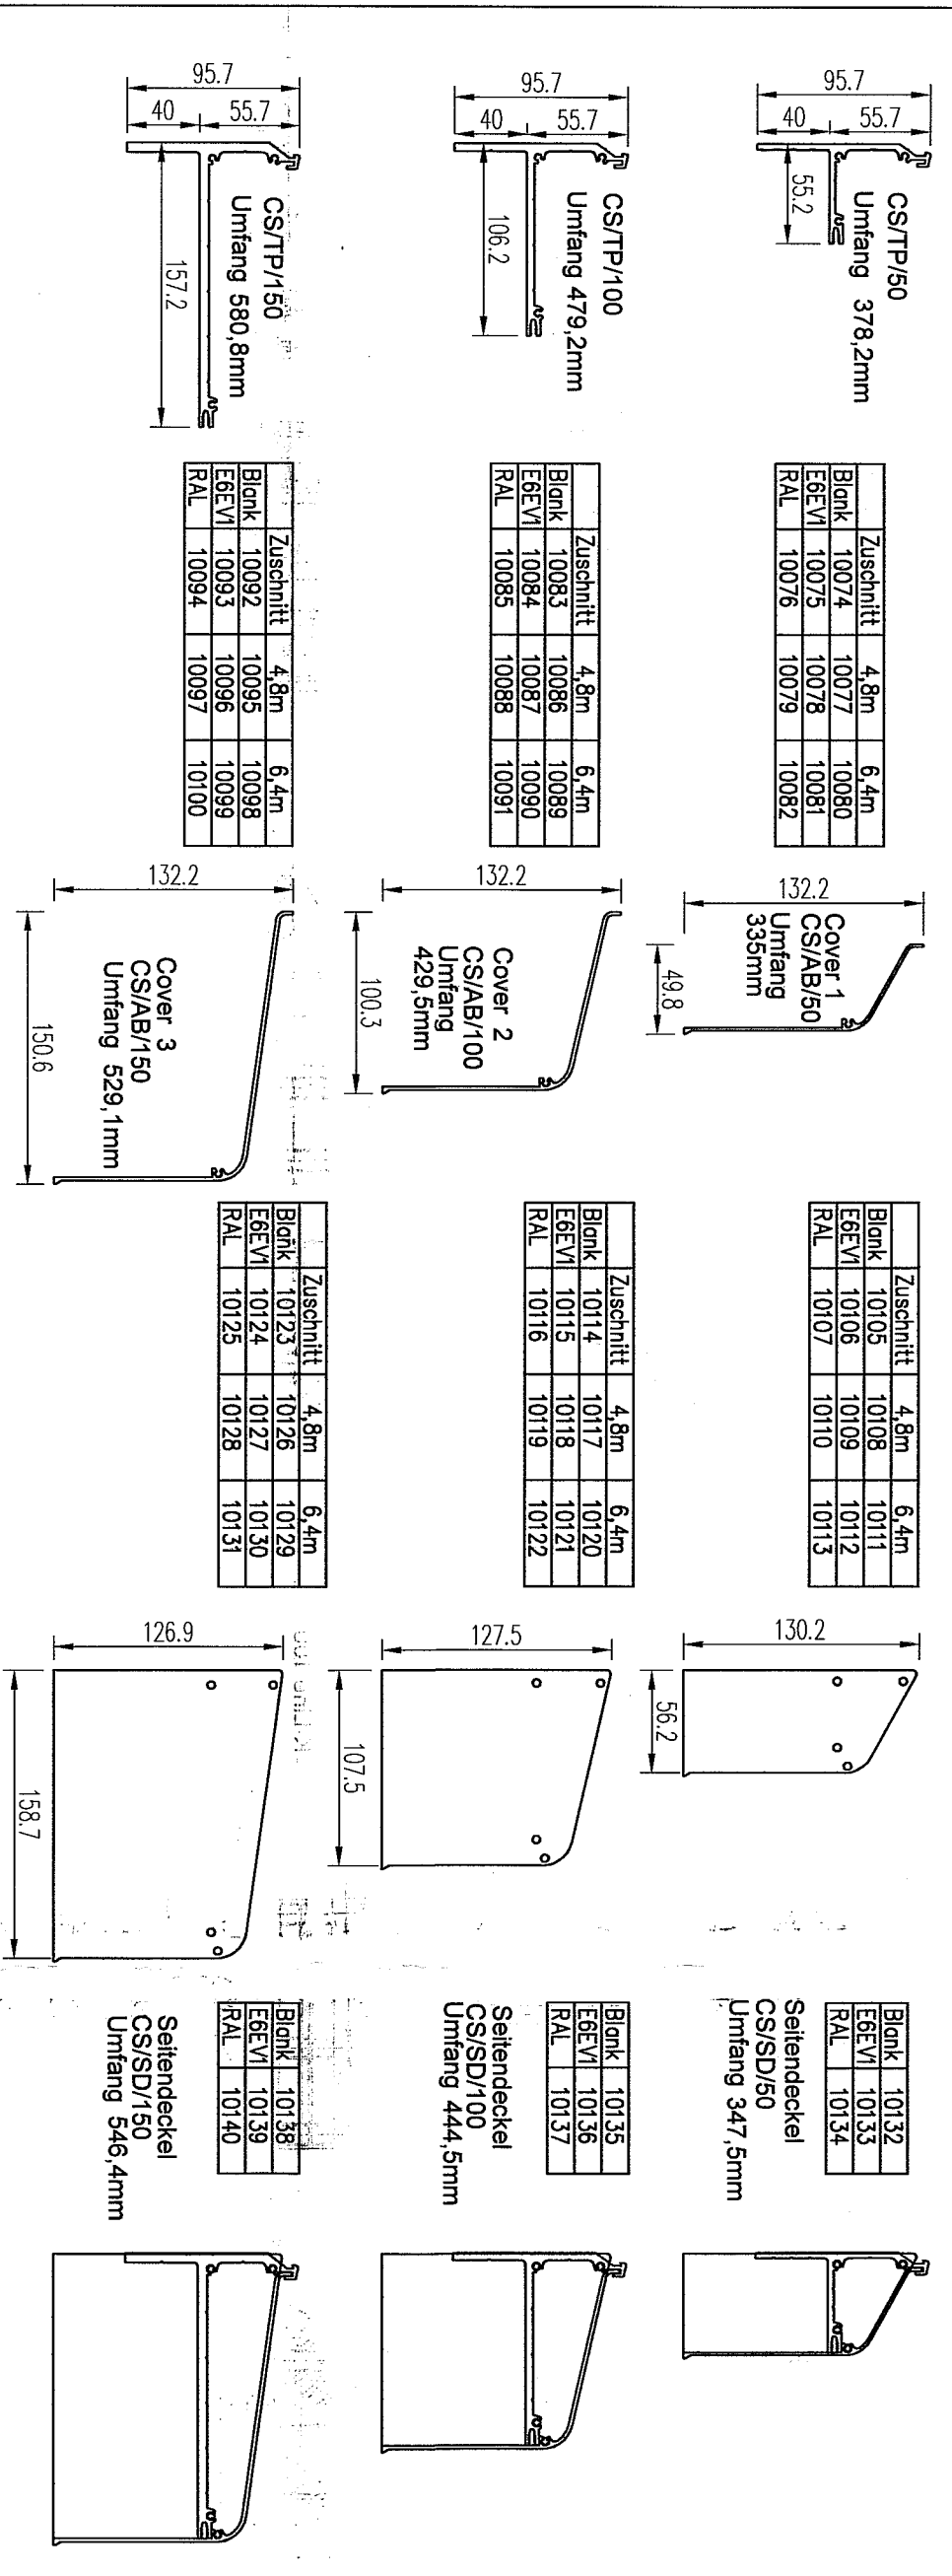 95.7
40
55.7
55.2
CS/TP/50
Umfang 378,2mm
Zuschnitt 4,8m 6,4m
Blank 10074 10077 10080
E6EV1 10075 10078 10081
RAL 10076 10079 10082
132.2
49.8
Cover 1
CS/AB/50
Umfang
335mm
Zuschnitt 4,8m 6,4m
Blank 10105 10108 10111
E6EV1 10106 10109 10112
RAL 10107 10110 10113
130.2
56.2
Blank 10132
E6EV1 10133
RAL 10134
Seitendeckel
CS/SD/50
Umfang 347,5mm
95.7
40
55.7
106.2
CS/TP/100
Umfang 479,2mm
Zuschnitt 4,8m 6,4m
Blank 10083 10086 10089
E6EV1 10084 10087 10090
RAL 10085 10088 10091
132.2
100.3
Cover 2
CS/AB/100
Umfang
429,5mm
Zuschnitt 4,8m 6,4m
Blank 10114 10117 10120
E6EV1 10115 10118 10121
RAL 10116 10119 10122
127.5
107.5
Blank 10135
E6EV1 10136
RAL 10137
Seitendeckel
CS/SD/100
Umfang 444,5mm
95.7
40
55.7
157.2
CS/TP/150
Umfang 580,8mm
Zuschnitt 4,8m 6,4m
Blank 10092 10095 10098
E6EV1 10093 10096 10099
RAL 10094 10097 10100
132.2
150.6
Cover 3
CS/AB/150
Umfang 529,1mm
Zuschnitt 4,8m 6,4m
Blank 10123 10126 10129
E6EV1 10124 10127 10130
RAL 10125 10128 10131
126.9
158.7
Blank 10138
E6EV1 10139
RAL 10140
Seitendeckel
CS/SD/150
Umfang 546,4mm